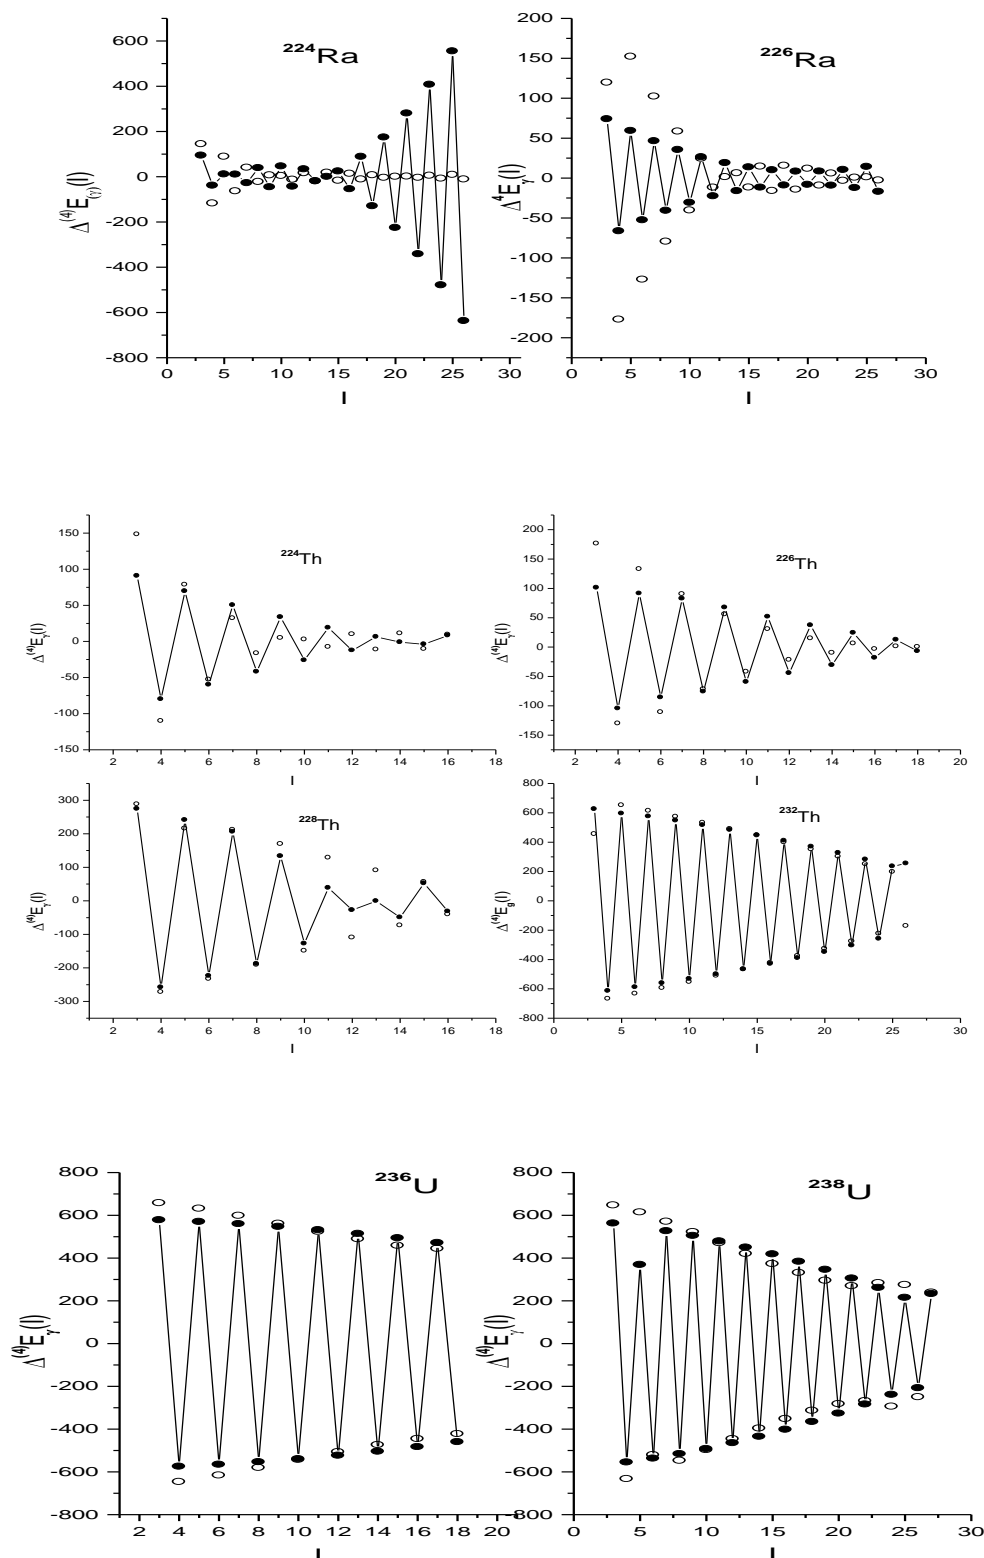 ²²⁴Ra
Δ⁽⁴⁾E₍ᵧ₎(I)
600
400
200
0
-200
-400
-600
-800
0 5 10 15 20 25 30
I
²²⁶Ra
Δ⁴Eᵧ(I)
200
150
100
50
0
-50
-100
-150
-200
0 5 10 15 20 25 30
I
²²⁴Th
Δ⁽⁴⁾Eᵧ(I)
150
100
50
0
-50
-100
-150
2 4 6 8 10 12 14 16 18
I
²²⁶Th
Δ⁽⁴⁾Eᵧ(I)
200
150
100
50
0
-50
-100
-150
2 4 6 8 10 12 14 16 18 20
I
²²⁸Th
Δ⁽⁴⁾Eᵧ(I)
300
200
100
0
-100
-200
-300
2 4 6 8 10 12 14 16 18
I
²³²Th
Δ⁽⁴⁾E_g(I)
800
600
400
200
0
-200
-400
-600
-800
0 5 10 15 20 25 30
I
²³⁶U
Δ⁽⁴⁾Eᵧ(I)
800
600
400
200
0
-200
-400
-600
-800
2 4 6 8 10 12 14 16 18 20
I
²³⁸U
Δ⁽⁴⁾Eᵧ(I)
800
600
400
200
0
-200
-400
-600
-800
0 5 10 15 20 25 30
I